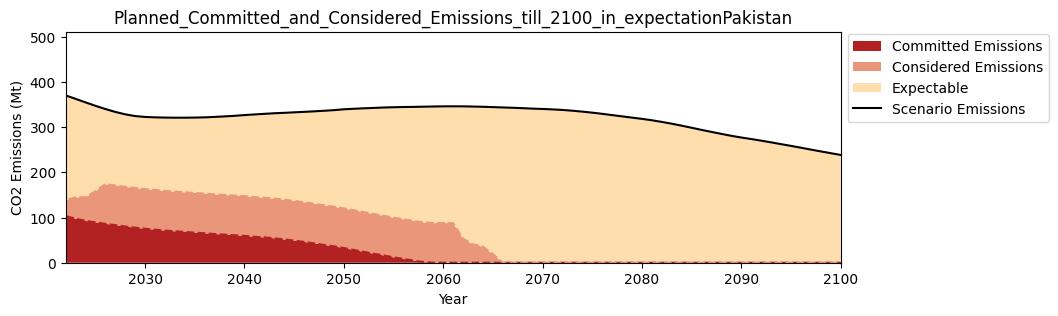 Planned_Committed_and_Considered_Emissions_till_2100_in_expectationPakistan
500
400
300
200
100
0
CO2 Emissions (Mt)
2030
2040
2050
2060
2070
2080
2090
2100
Year
Committed Emissions
Considered Emissions
Expectable
Scenario Emissions